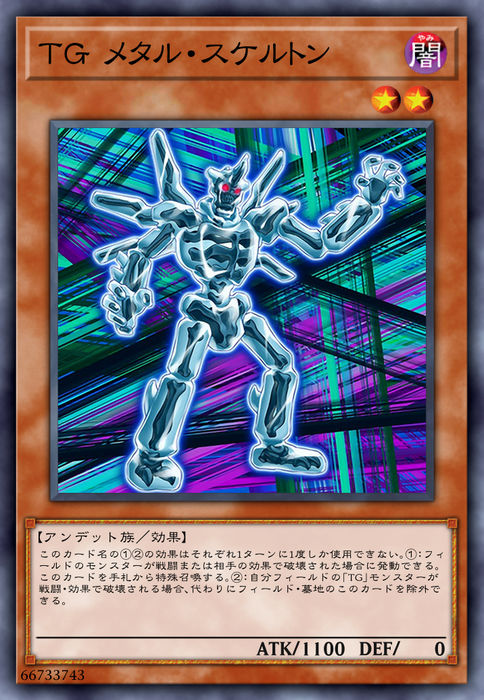 TG メタル・スケルトン
やみ
闇
【アンデット族／効果】
このカード名の①②の効果はそれぞれ1ターンに1度しか使用できない。①：フィ
ールドのモンスターが戦闘または相手の効果で破壊された場合に発動できる。
このカードを手札から特殊召喚する。②：自分フィールドの「TG」モンスターが
戦闘・効果で破壊される場合、代わりにフィールド・墓地のこのカードを除外で
きる。
ATK/1100 DEF/ 0
66733743